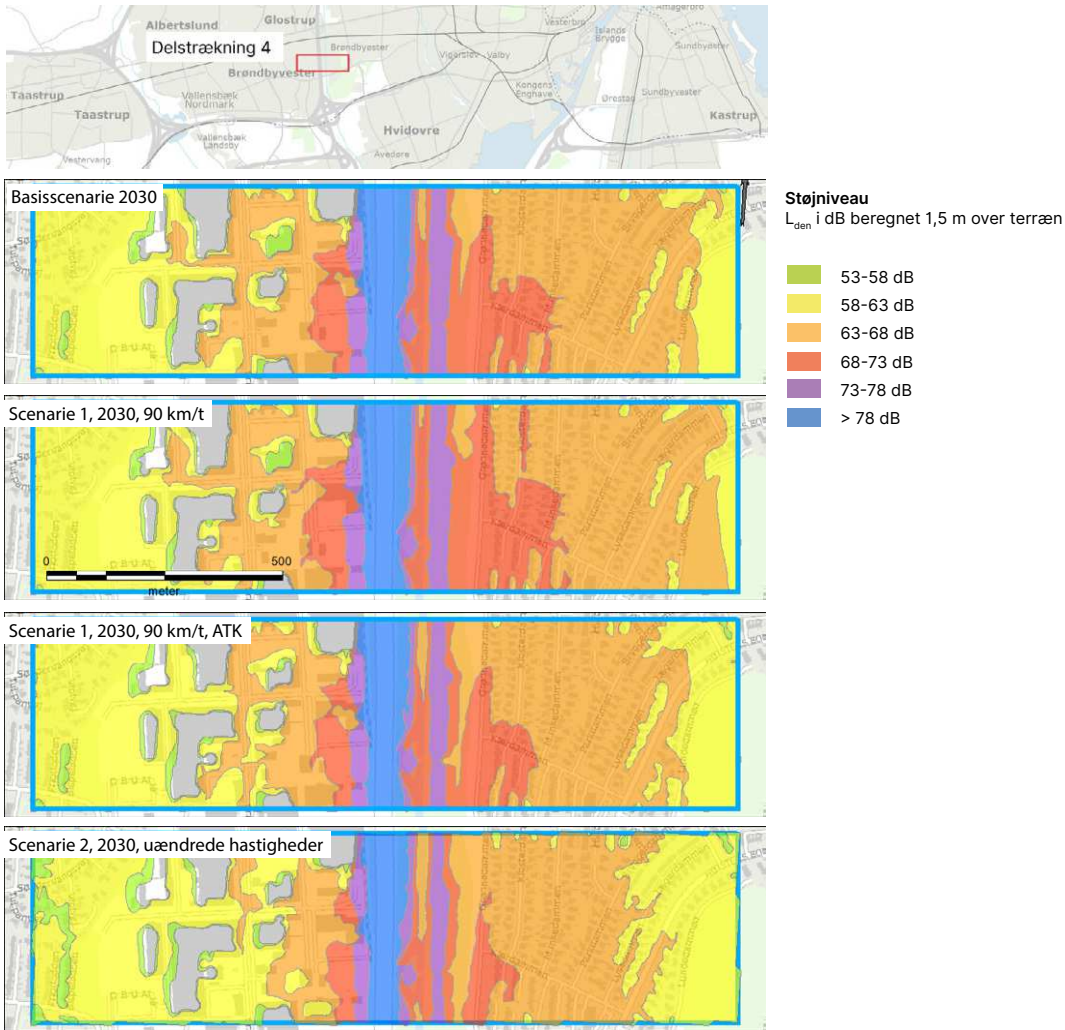 Albertslund
Glostrup
Delstrækning 4
Brøndbyøster
Brøndbyvester
Vigerslev
Valby
Vesterbro
Islands
Brygge
Amagerbro
Sundbyøster
Kongens
Enghave
Ørestad
Sundbyvester
Kastrup
Taastrup
Taastrup
Vallensbæk
Nordmark
Vallensbæk
Landsby
Hvidovre
Avedøre
Vestervang
Basisscenarie 2030
Støjniveau
Lden i dB beregnet 1,5 m over terræn
53-58 dB
58-63 dB
63-68 dB
68-73 dB
73-78 dB
> 78 dB
Scenarie 1, 2030, 90 km/t
0 500
meter
Scenarie 1, 2030, 90 km/t, ATK
Scenarie 2, 2030, uændrede hastigheder